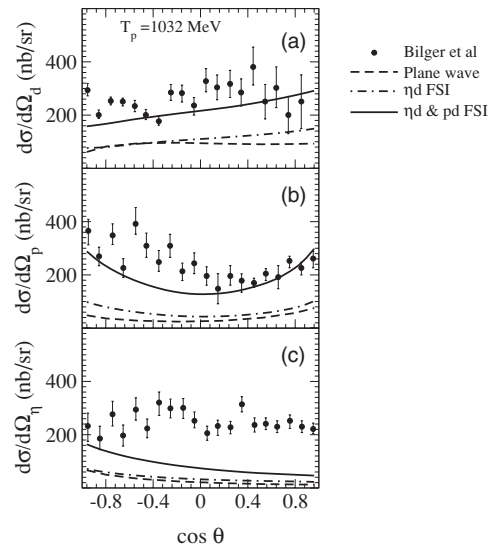 T_p =1032 MeV
(a)
400
200
dσ/dΩ_d (nb/sr)
Bilger et al
Plane wave
ηd FSI
ηd & pd FSI
(b)
400
200
dσ/dΩ_p (nb/sr)
(c)
400
200
0
dσ/dΩ_η (nb/sr)
-0.8 -0.4 0 0.4 0.8
cos θ